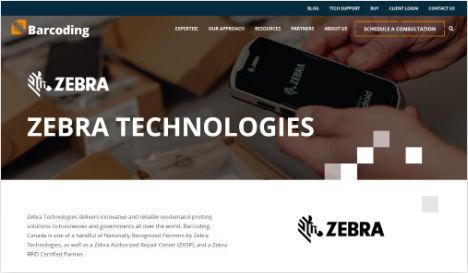 BLOG TECH SUPPORT BUY CLIENT LOGIN CONTACT US
Barcoding EXPERTISE OUR APPROACH RESOURCES PARTNERS ABOUT US SCHEDULE A CONSULTATION
ZEBRA
ZEBRA
ZEBRA TECHNOLOGIES
Zebra Technologies delivers innovative and reliable on-demand printing
solutions to businesses and governments all over the world. Barcoding
Canada is one of a handful of Nationally Recognized Partners by Zebra
Technologies, as well as a Zebra Authorized Repair Center (ZASP), and a Zebra
RFID Certified Partner.
ZEBRA